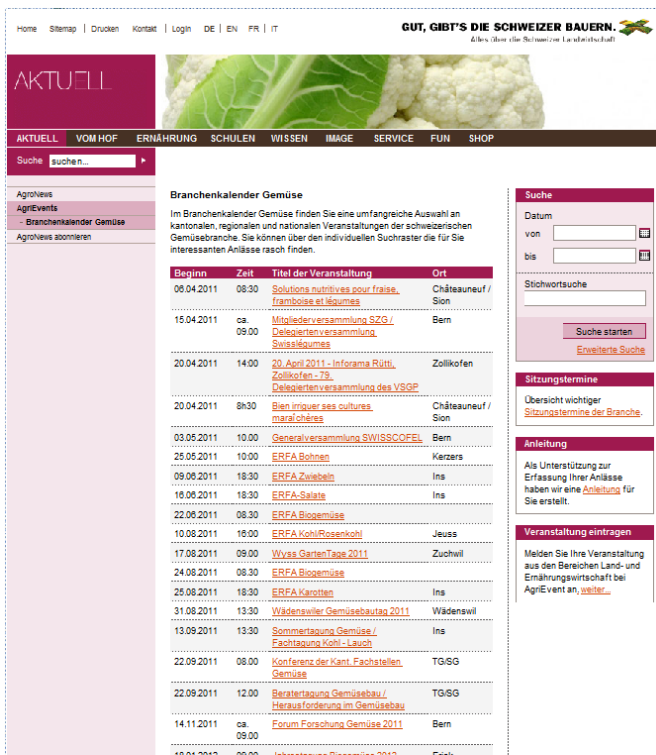 Home Sitemap | Drucken Kontakt | Login DE | EN FR | IT
GUT, GIBT'S DIE SCHWEIZER BAUERN.
Alles über die Schweizer Landwirtschaft
AKTUELL
AKTUELL VOM HOF ERNÄHRUNG SCHULEN WISSEN IMAGE SERVICE FUN SHOP
Suche suchen...
AgroNews
AgriEvents
- Branchenkalender Gemüse
AgroNews abonnieren
Branchenkalender Gemüse
Im Branchenkalender Gemüse finden Sie eine umfangreiche Auswahl an
kantonalen, regionalen und nationalen Veranstaltungen der schweizerischen
Gemüsebranche. Sie können über den individuellen Suchraster die für Sie
interessanten Anlässe rasch finden.
Beginn Zeit Titel der Veranstaltung Ort
06.04.2011 08:30 Solutions nutritives pour fraise, Châteauneuf /
framboise et légumes Sion
15.04.2011 ca. Mitgliederversammlung SZG / Bern
09.00 Delegiertenversammlung
Swisslégumes
20.04.2011 14:00 20. April 2011 - Inforama Rütti, Zollikofen
Zollikofen - 79.
Delegiertenversammlung des VSGP
20.04.2011 8h30 Bien irriguer ses cultures Châteauneuf /
maraîchères Sion
03.05.2011 10.00 Generalversammlung SWISSCOFEL Bern
25.05.2011 10:00 ERFA Bohnen Kerzers
09.06.2011 18:30 ERFA Zwiebeln Ins
16.06.2011 18:30 ERFA-Salate Ins
22.06.2011 08.30 ERFA Biogemüse
10.08.2011 16:00 ERFA Kohl/Rosenkohl Jeuss
17.08.2011 09.00 Wyss GartenTage 2011 Zuchwil
24.08.2011 08.30 ERFA Biogemüse
25.08.2011 18:30 ERFA Karotten Ins
31.08.2011 13:30 Wädenswiler Gemüsebautag 2011 Wädenswil
13.09.2011 13:30 Sommertagung Gemüse / Ins
Fachtagung Kohl - Lauch
22.09.2011 08.00 Konferenz der Kant. Fachstellen TG/SG
Gemüse
22.09.2011 12.00 Beratertagung Gemüsebau / TG/SG
Herausforderung im Gemüsebau
14.11.2011 ca. Forum Forschung Gemüse 2011 Bern
09.00
18.01.2012 09.00 Jahrestagung Biogemüse 2012 Frick
Suche
Datum
von
bis
Stichwortsuche
Suche starten
Erweiterte Suche
Sitzungstermine
Übersicht wichtiger
Sitzungstermine der Branche.
Anleitung
Als Unterstützung zur
Erfassung Ihrer Anlässe
haben wir eine Anleitung für
Sie erstellt.
Veranstaltung eintragen
Melden Sie Ihre Veranstaltung
aus den Bereichen Land- und
Ernährungswirtschaft bei
AgriEvent an, weiter...